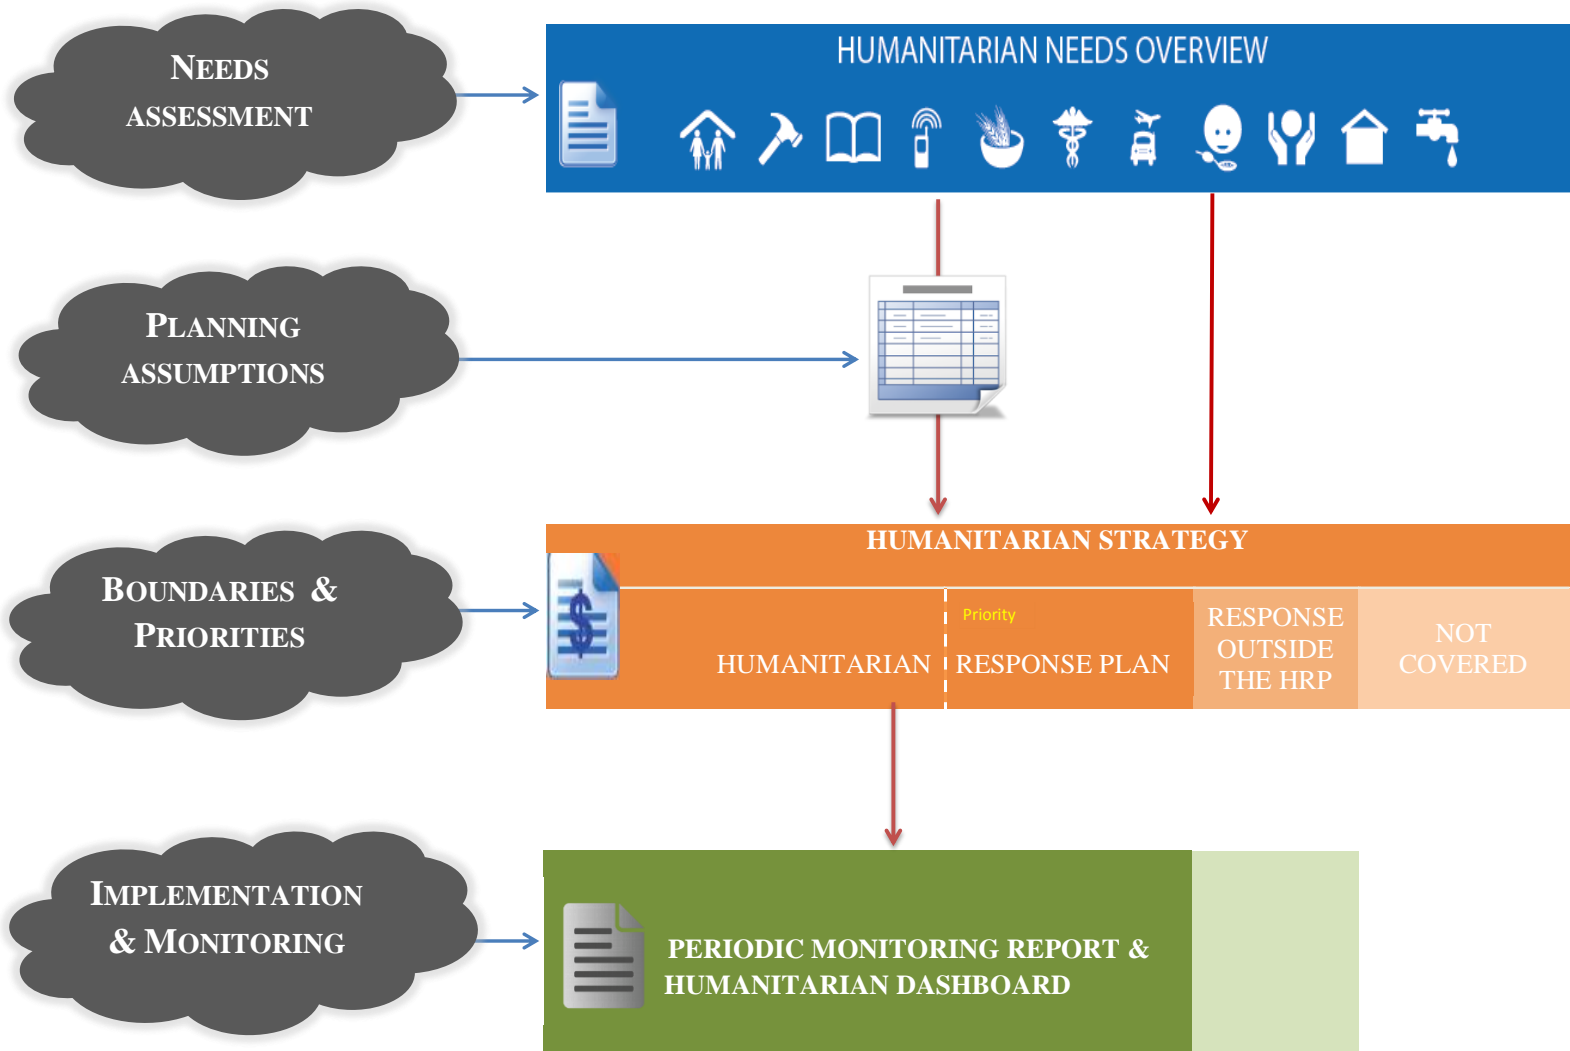 NEEDS
ASSESSMENT
HUMANITARIAN NEEDS OVERVIEW
PLANNING
ASSUMPTIONS
BOUNDARIES &
PRIORITIES
HUMANITARIAN STRATEGY
$
Priority
HUMANITARIAN RESPONSE PLAN
RESPONSE
OUTSIDE
THE HRP
NOT
COVERED
IMPLEMENTATION
& MONITORING
PERIODIC MONITORING REPORT &
HUMANITARIAN DASHBOARD